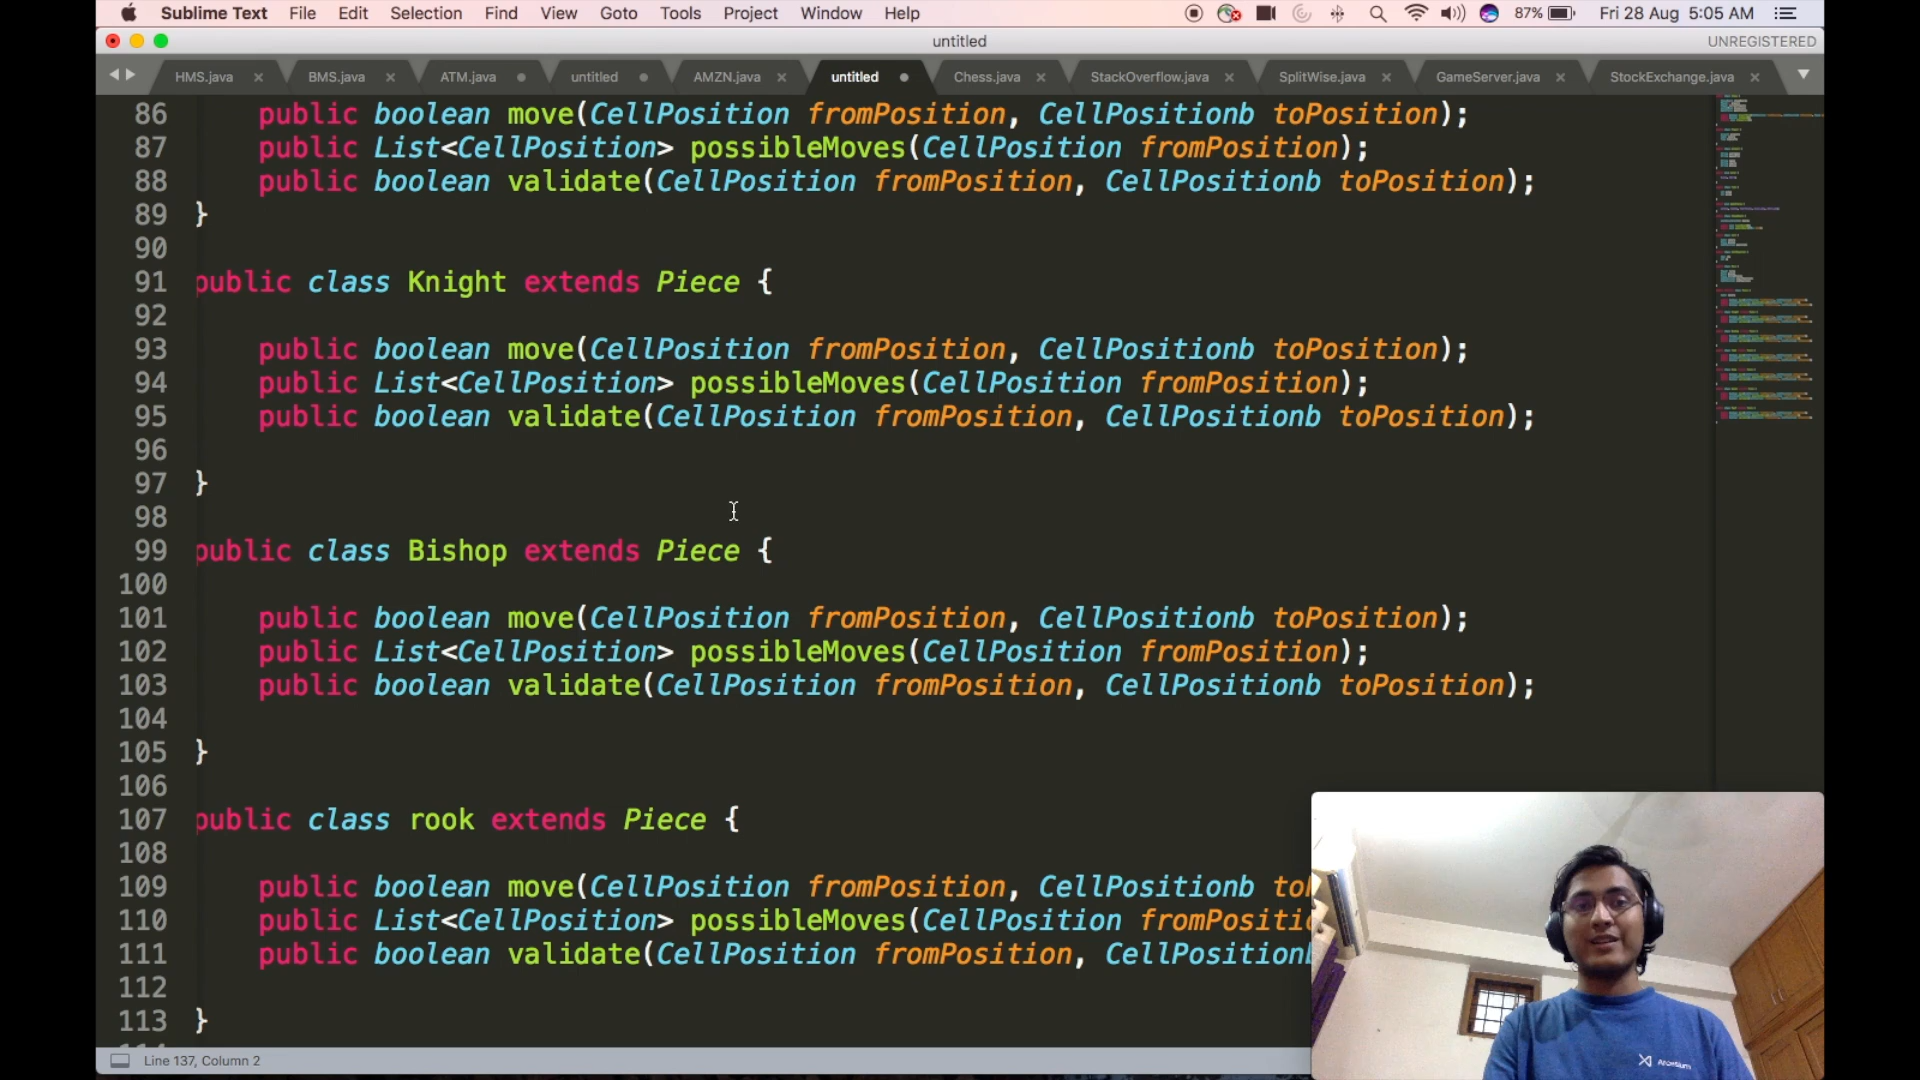 Sublime Text File Edit Selection Find View Goto Tools Project Window Help 87% Fri 28 Aug 5:05 AM
untitled UNREGISTERED
HMS.java BMS.java ATM.java untitled AMZN.java untitled Chess.java StackOverflow.java SplitWise.java GameServer.java StockExchange.java
86 public boolean move(CellPosition fromPosition, CellPositionb toPosition);
87 public List<CellPosition> possibleMoves(CellPosition fromPosition);
88 public boolean validate(CellPosition fromPosition, CellPositionb toPosition);
89 }
90
91 public class Knight extends Piece {
92
93 public boolean move(CellPosition fromPosition, CellPositionb toPosition);
94 public List<CellPosition> possibleMoves(CellPosition fromPosition);
95 public boolean validate(CellPosition fromPosition, CellPositionb toPosition);
96
97 }
98
99 public class Bishop extends Piece {
100
101 public boolean move(CellPosition fromPosition, CellPositionb toPosition);
102 public List<CellPosition> possibleMoves(CellPosition fromPosition);
103 public boolean validate(CellPosition fromPosition, CellPositionb toPosition);
104
105 }
106
107 public class rook extends Piece {
108
109 public boolean move(CellPosition fromPosition, CellPositionb to
110 public List<CellPosition> possibleMoves(CellPosition fromPositi
111 public boolean validate(CellPosition fromPosition, CellPosition
112
113 }
Line 137, Column 2